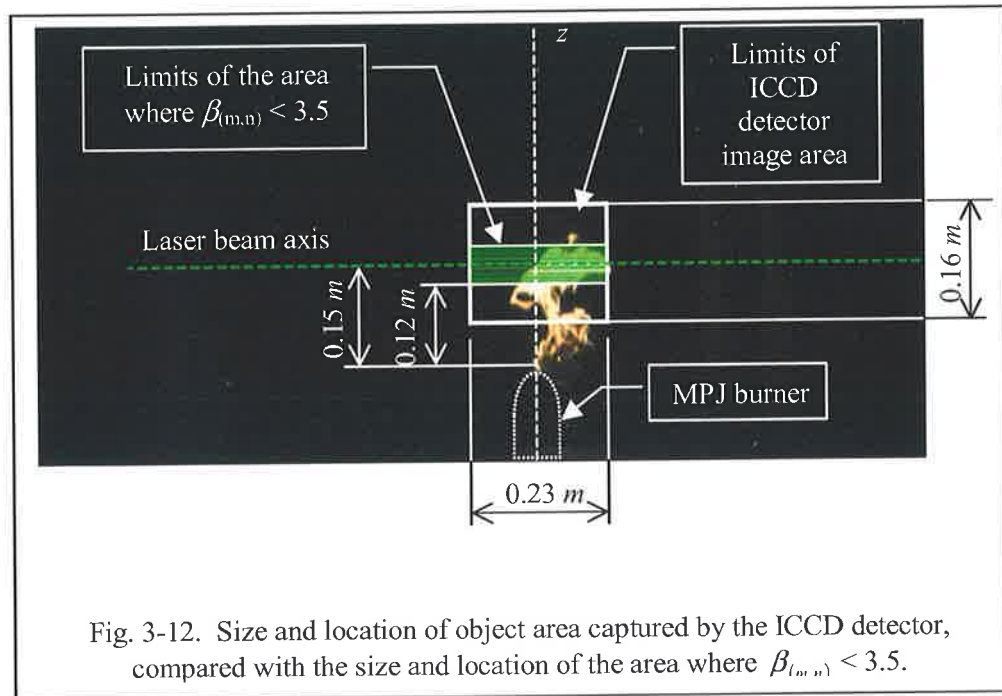 z
Limits of the area
where β(m,n) < 3.5
Limits of
ICCD
detector
image area
Laser beam axis
0.15 m
0.12 m
0.16 m
MPJ burner
0.23 m
Fig. 3-12. Size and location of object area captured by the ICCD detector,
compared with the size and location of the area where β(m,n) < 3.5.